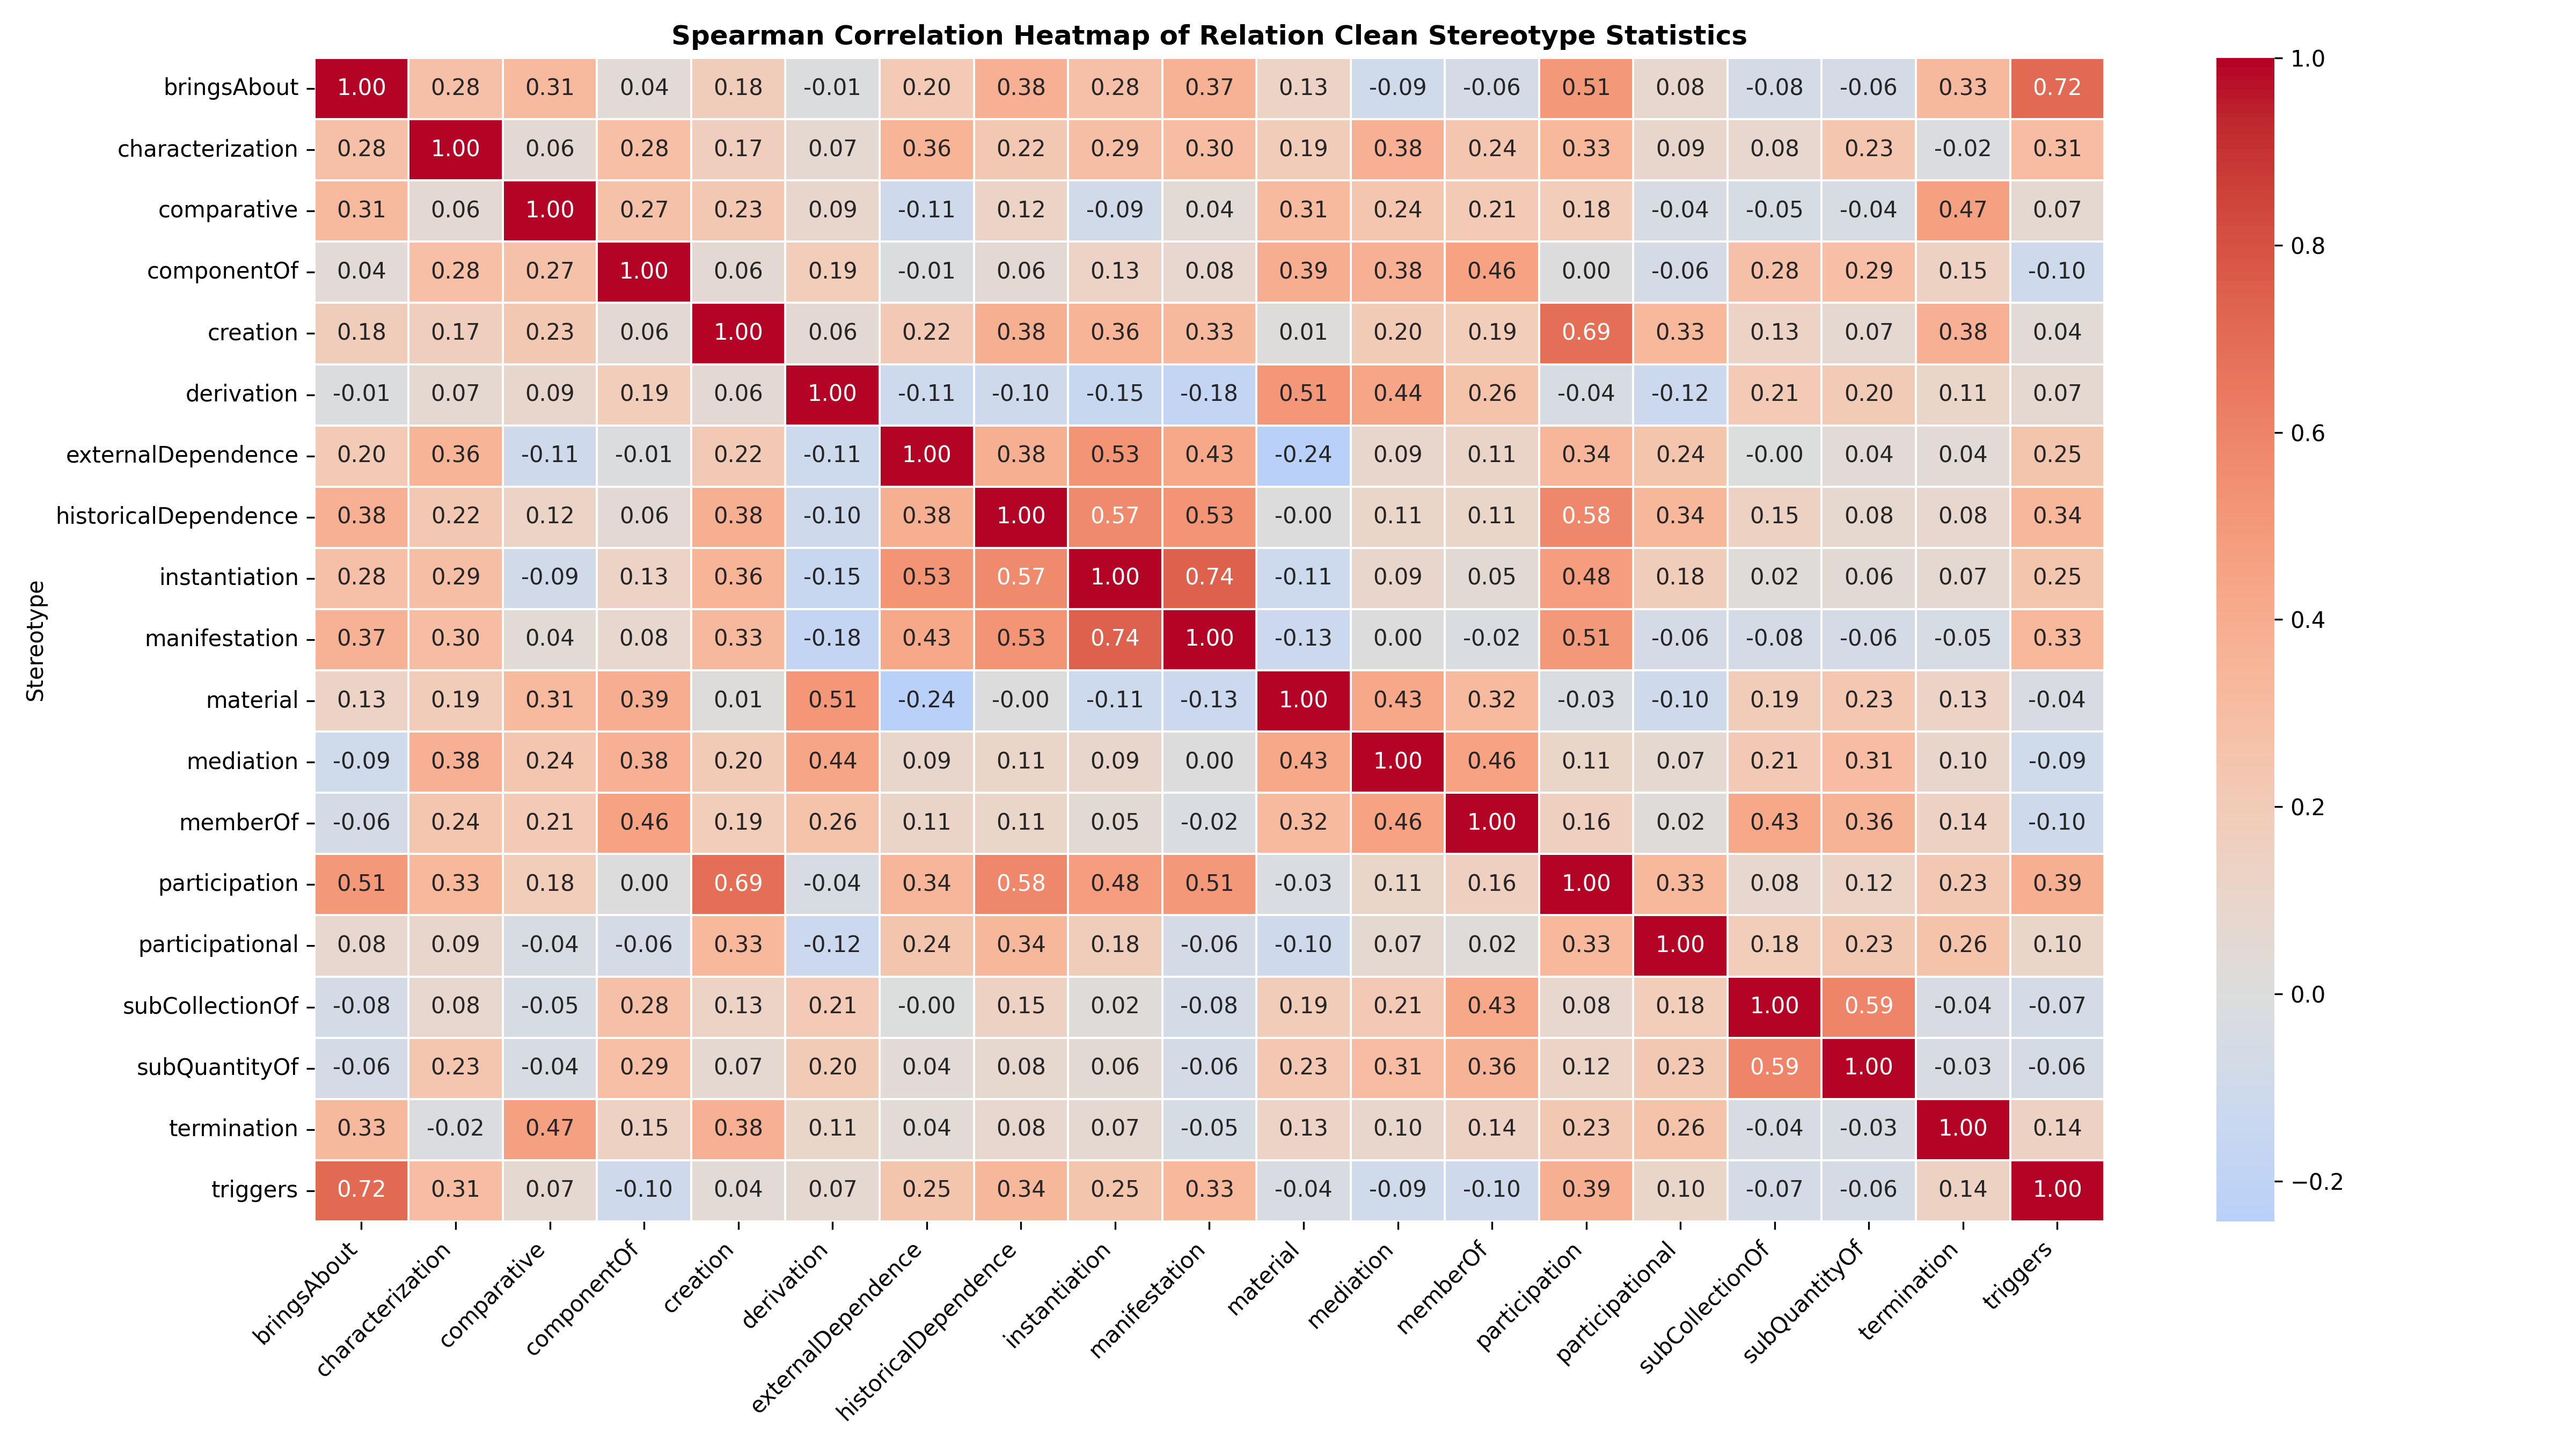 Spearman Correlation Heatmap of Relation Clean Stereotype Statistics
bringsAbout 1.00 0.28 0.31 0.04 0.18 -0.01 0.20 0.38 0.28 0.37 0.13 -0.09 -0.06 0.51 0.08 -0.08 -0.06 0.33 0.72
characterization 0.28 1.00 0.06 0.28 0.17 0.07 0.36 0.22 0.29 0.30 0.19 0.38 0.24 0.33 0.09 0.08 0.23 -0.02 0.31
comparative 0.31 0.06 1.00 0.27 0.23 0.09 -0.11 0.12 -0.09 0.04 0.31 0.24 0.21 0.18 -0.04 -0.05 -0.04 0.47 0.07
componentOf 0.04 0.28 0.27 1.00 0.06 0.19 -0.01 0.06 0.13 0.08 0.39 0.38 0.46 0.00 -0.06 0.28 0.29 0.15 -0.10
creation 0.18 0.17 0.23 0.06 1.00 0.06 0.22 0.38 0.36 0.33 0.01 0.20 0.19 0.69 0.33 0.13 0.07 0.38 0.04
derivation -0.01 0.07 0.09 0.19 0.06 1.00 -0.11 -0.10 -0.15 -0.18 0.51 0.44 0.26 -0.04 -0.12 0.21 0.20 0.11 0.07
externalDependence 0.20 0.36 -0.11 -0.01 0.22 -0.11 1.00 0.38 0.53 0.43 -0.24 0.09 0.11 0.34 0.24 -0.00 0.04 0.04 0.25
historicalDependence 0.38 0.22 0.12 0.06 0.38 -0.10 0.38 1.00 0.57 0.53 -0.00 0.11 0.11 0.58 0.34 0.15 0.08 0.08 0.34
instantiation 0.28 0.29 -0.09 0.13 0.36 -0.15 0.53 0.57 1.00 0.74 -0.11 0.09 0.05 0.48 0.18 0.02 0.06 0.07 0.25
manifestation 0.37 0.30 0.04 0.08 0.33 -0.18 0.43 0.53 0.74 1.00 -0.13 0.00 -0.02 0.51 -0.06 -0.08 -0.06 -0.05 0.33
material 0.13 0.19 0.31 0.39 0.01 0.51 -0.24 -0.00 -0.11 -0.13 1.00 0.43 0.32 -0.03 -0.10 0.19 0.23 0.13 -0.04
mediation -0.09 0.38 0.24 0.38 0.20 0.44 0.09 0.11 0.09 0.00 0.43 1.00 0.46 0.11 0.07 0.21 0.31 0.10 -0.09
memberOf -0.06 0.24 0.21 0.46 0.19 0.26 0.11 0.11 0.05 -0.02 0.32 0.46 1.00 0.16 0.02 0.43 0.36 0.14 -0.10
participation 0.51 0.33 0.18 0.00 0.69 -0.04 0.34 0.58 0.48 0.51 -0.03 0.11 0.16 1.00 0.33 0.08 0.12 0.23 0.39
participational 0.08 0.09 -0.04 -0.06 0.33 -0.12 0.24 0.34 0.18 -0.06 -0.10 0.07 0.02 0.33 1.00 0.18 0.23 0.26 0.10
subCollectionOf -0.08 0.08 -0.05 0.28 0.13 0.21 -0.00 0.15 0.02 -0.08 0.19 0.21 0.43 0.08 0.18 1.00 0.59 -0.04 -0.07
subQuantityOf -0.06 0.23 -0.04 0.29 0.07 0.20 0.04 0.08 0.06 -0.06 0.23 0.31 0.36 0.12 0.23 0.59 1.00 -0.03 -0.06
termination 0.33 -0.02 0.47 0.15 0.38 0.11 0.04 0.08 0.07 -0.05 0.13 0.10 0.14 0.23 0.26 -0.04 -0.03 1.00 0.14
triggers 0.72 0.31 0.07 -0.10 0.04 0.07 0.25 0.34 0.25 0.33 -0.04 -0.09 -0.10 0.39 0.10 -0.07 -0.06 0.14 1.00
Stereotype
bringsAbout
characterization
comparative
componentOf
creation
derivation
externalDependence
historicalDependence
instantiation
manifestation
material
mediation
memberOf
participation
participational
subCollectionOf
subQuantityOf
termination
triggers
1.0
0.8
0.6
0.4
0.2
0.0
−0.2